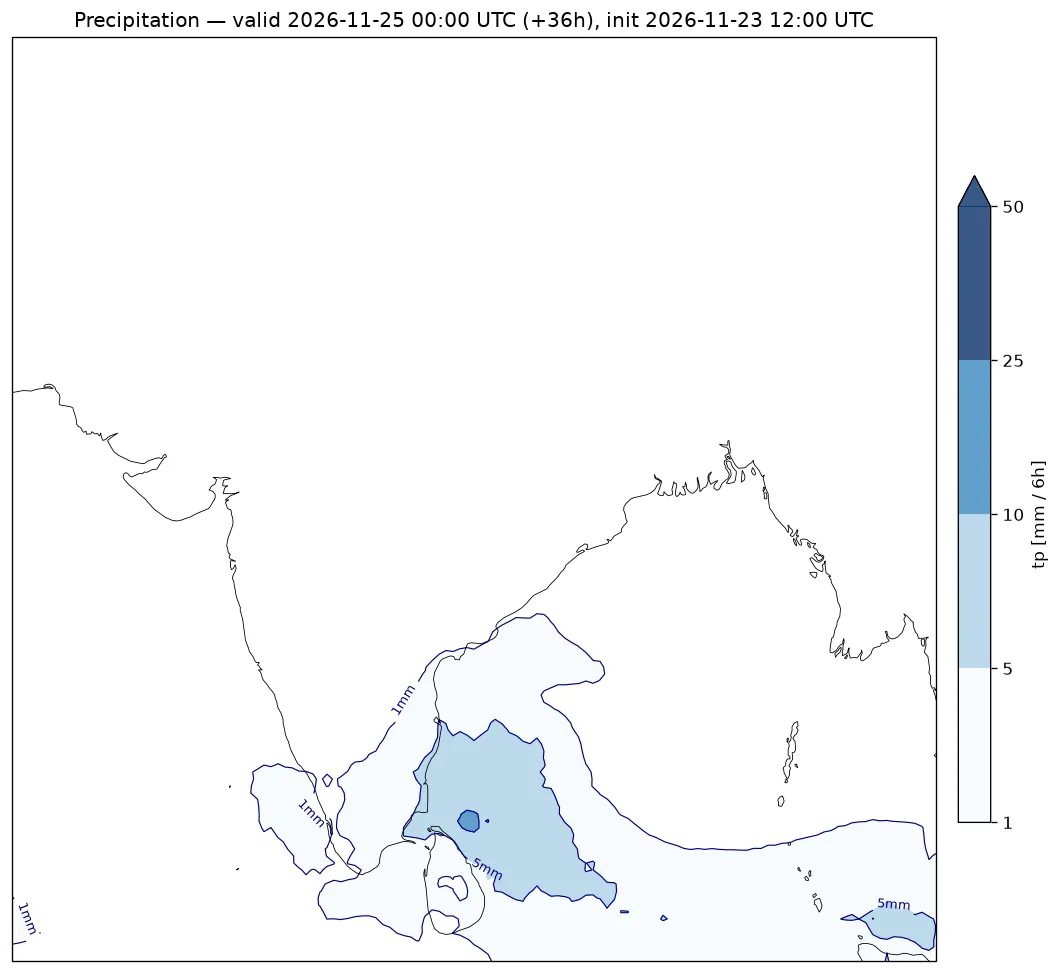 Precipitation — valid 2026-11-25 00:00 UTC (+36h), init 2026-11-23 12:00 UTC
50
25
10
5
1
tp [mm / 6h]
1mm
1mm
5mm
5mm
1mm